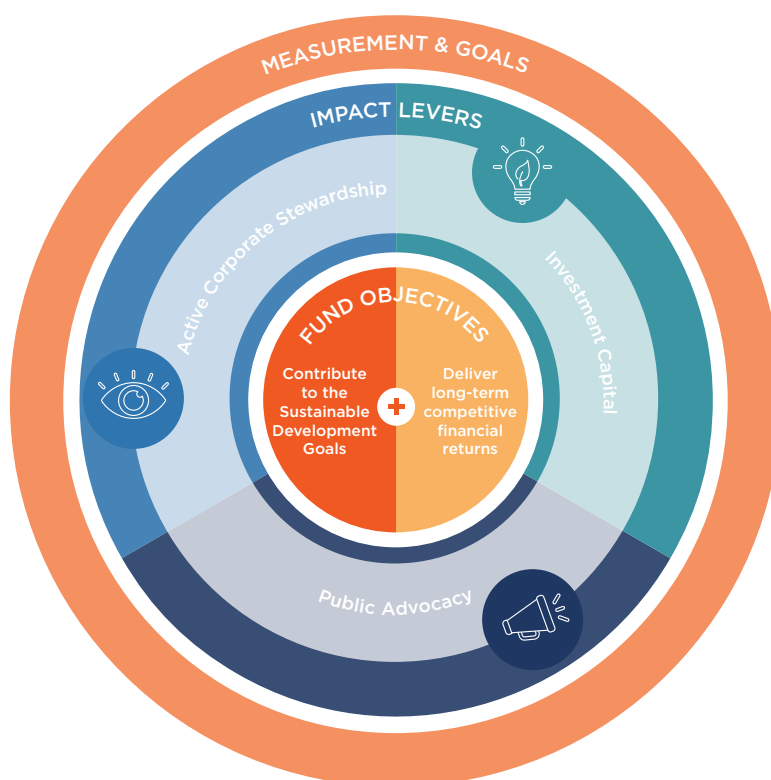 MEASUREMENT & GOALS
IMPACT LEVERS
Active Corporate Stewardship
Investment Capital
FUND OBJECTIVES
Contribute
to the
Sustainable
Development
Goals
Deliver
long-term
competitive
financial
returns
Public Advocacy